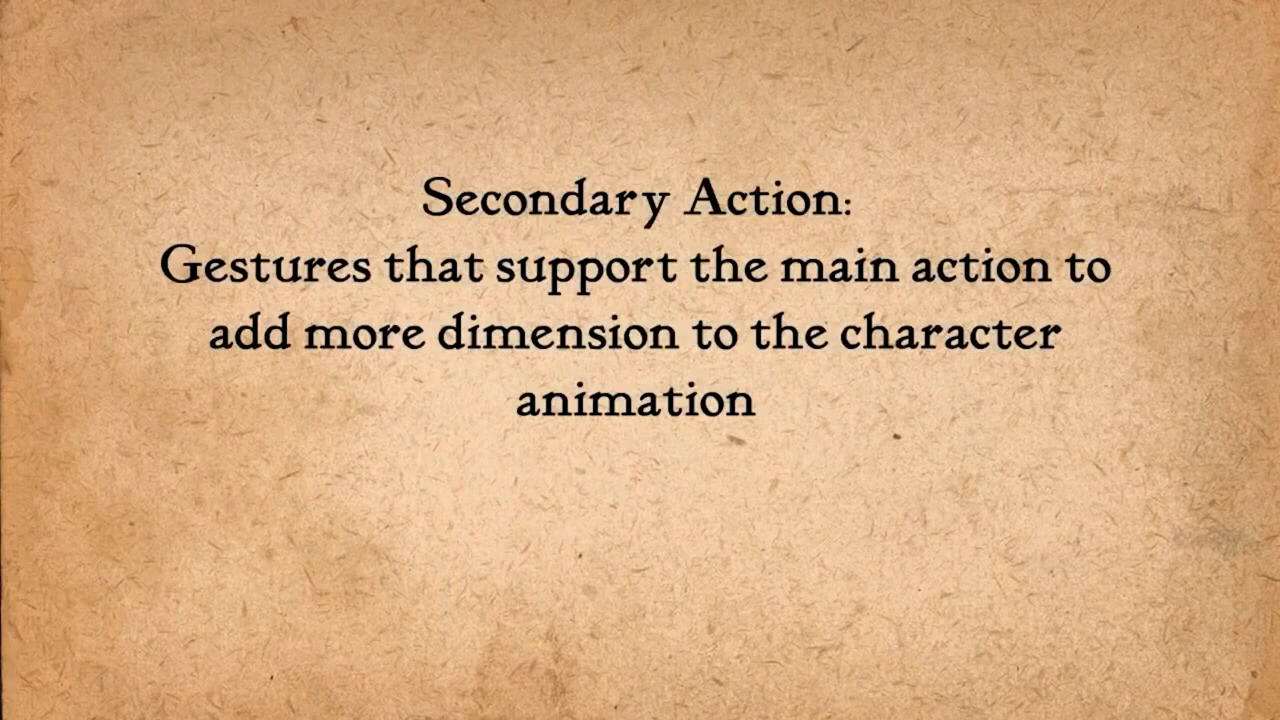 Secondary Action:
Gestures that support the main action to
add more dimension to the character
animation